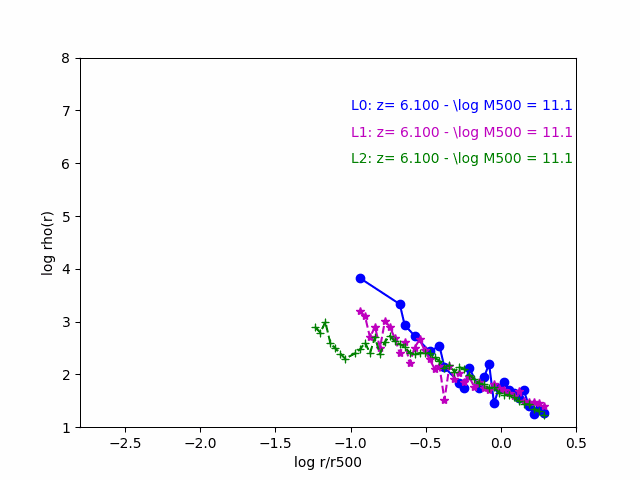 8
7
6
5
4
3
2
1
log rho(r)
L0: z= 6.100 - \log M500 = 11.1
L1: z= 6.100 - \log M500 = 11.1
L2: z= 6.100 - \log M500 = 11.1
−2.5 −2.0 −1.5 −1.0 −0.5 0.0 0.5
log r/r500